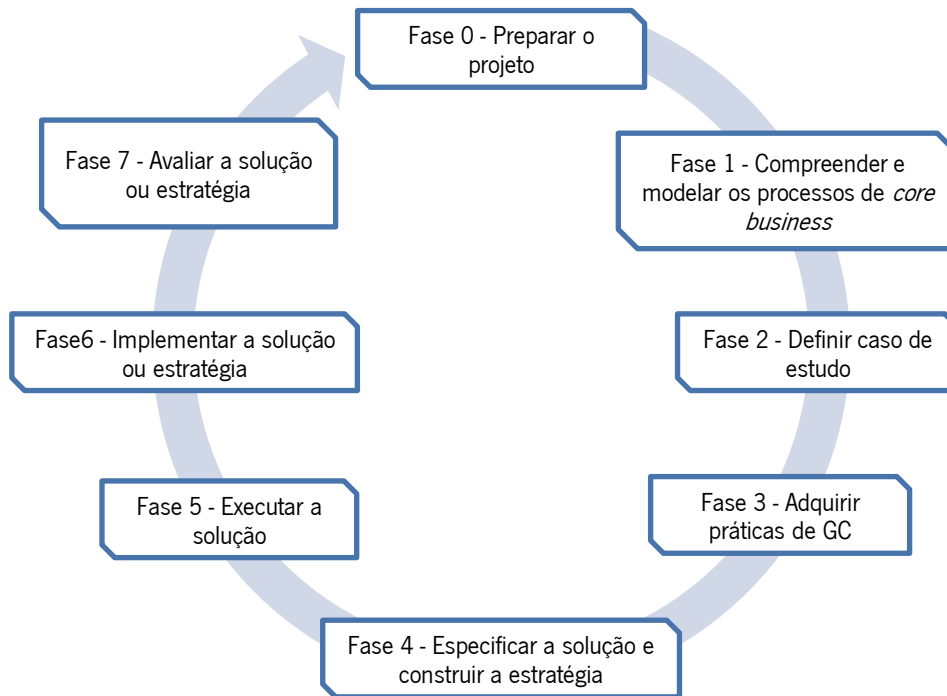 Fase 0 - Preparar o
projeto
Fase 1 - Compreender e
modelar os processos de core
business
Fase 2 - Definir caso de
estudo
Fase 3 - Adquirir
práticas de GC
Fase 4 - Especificar a solução e
construir a estratégia
Fase 5 - Executar a
solução
Fase6 - Implementar a solução
ou estratégia
Fase 7 - Avaliar a solução
ou estratégia